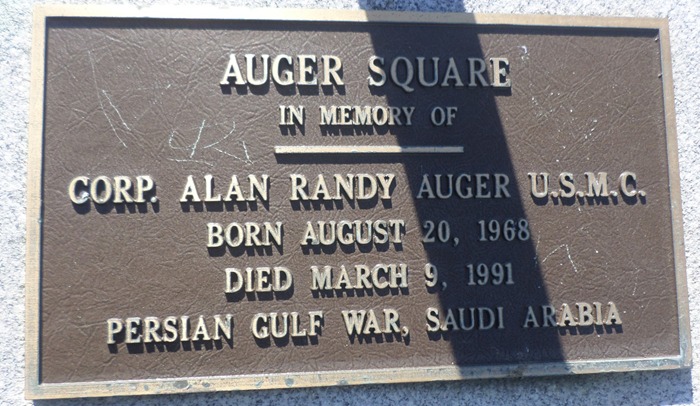 AUGER SQUARE
IN MEMORY OF
CORP. ALAN RANDY AUGER U.S.M.C.
BORN AUGUST 20, 1968
DIED MARCH 9, 1991
PERSIAN GULF WAR, SAUDI ARABIA